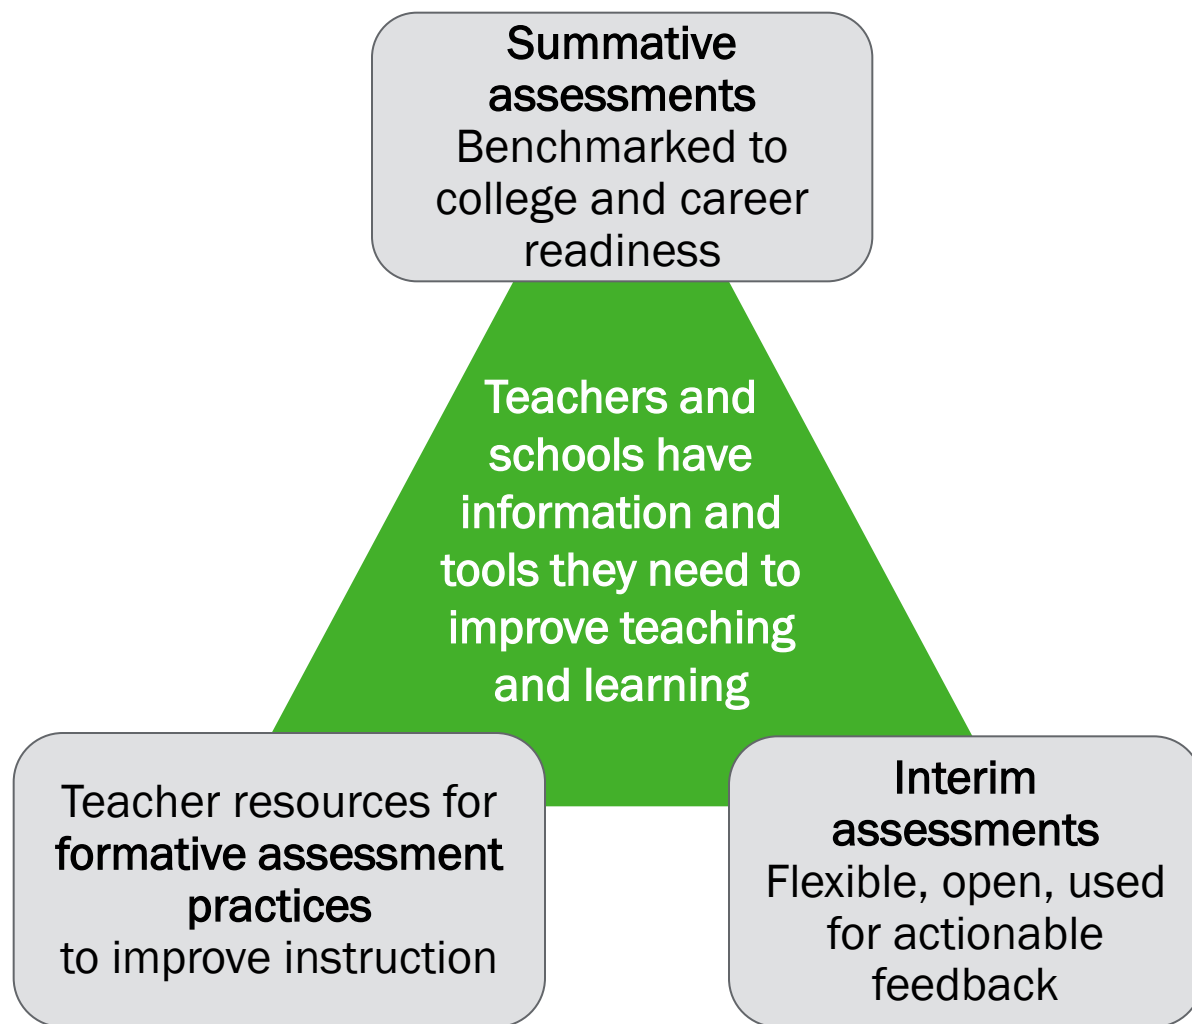 Summative
assessments
Benchmarked to
college and career
readiness
Teachers and
schools have
information and
tools they need to
improve teaching
and learning
Teacher resources for
formative assessment
practices
to improve instruction
Interim
assessments
Flexible, open, used
for actionable
feedback